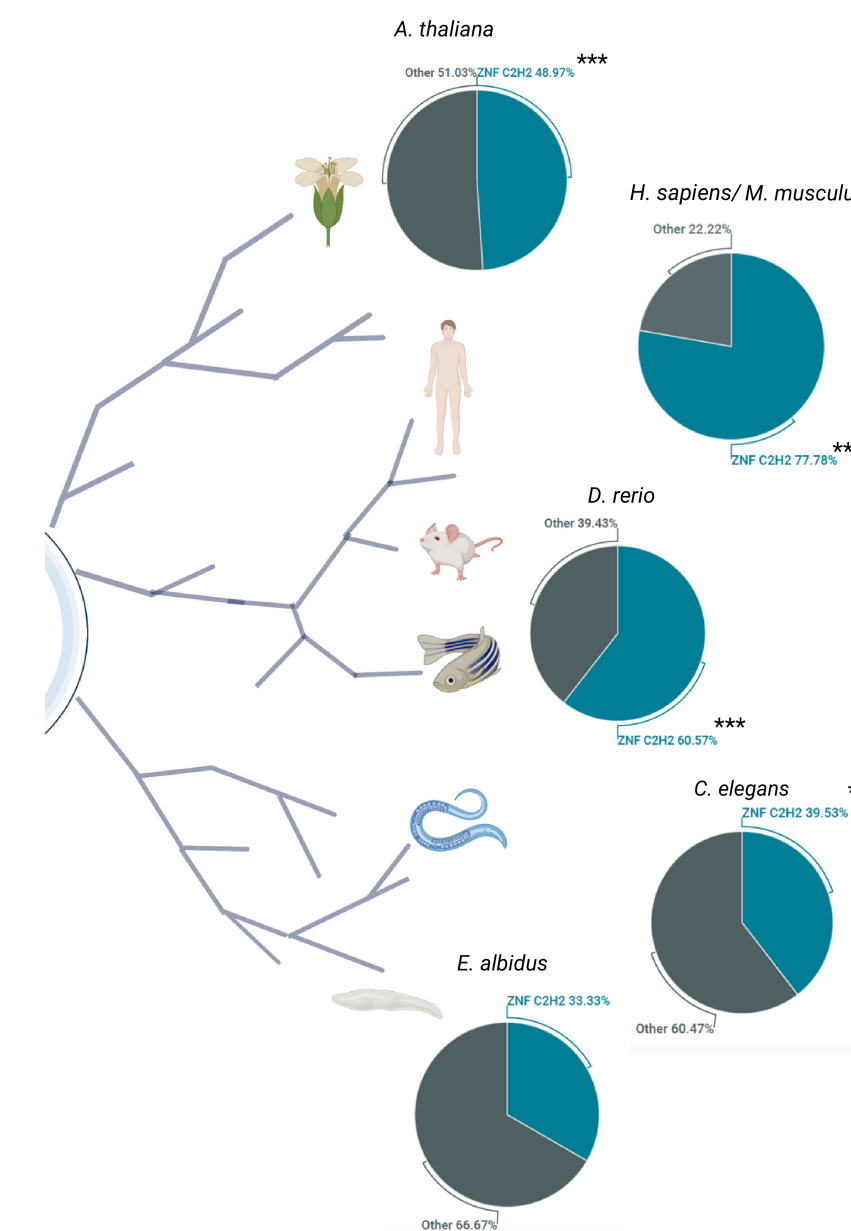 A. thaliana
***
Other 51.03% ZNF C2H2 48.97%
H. sapiens/ M. musculu
Other 22.22%
**
ZNF C2H2 77.78%
D. rerio
Other 39.43%
***
ZNF C2H2 60.57%
C. elegans
ZNF C2H2 39.53%
E. albidus
ZNF C2H2 33.33%
Other 60.47%
Other 66.67%